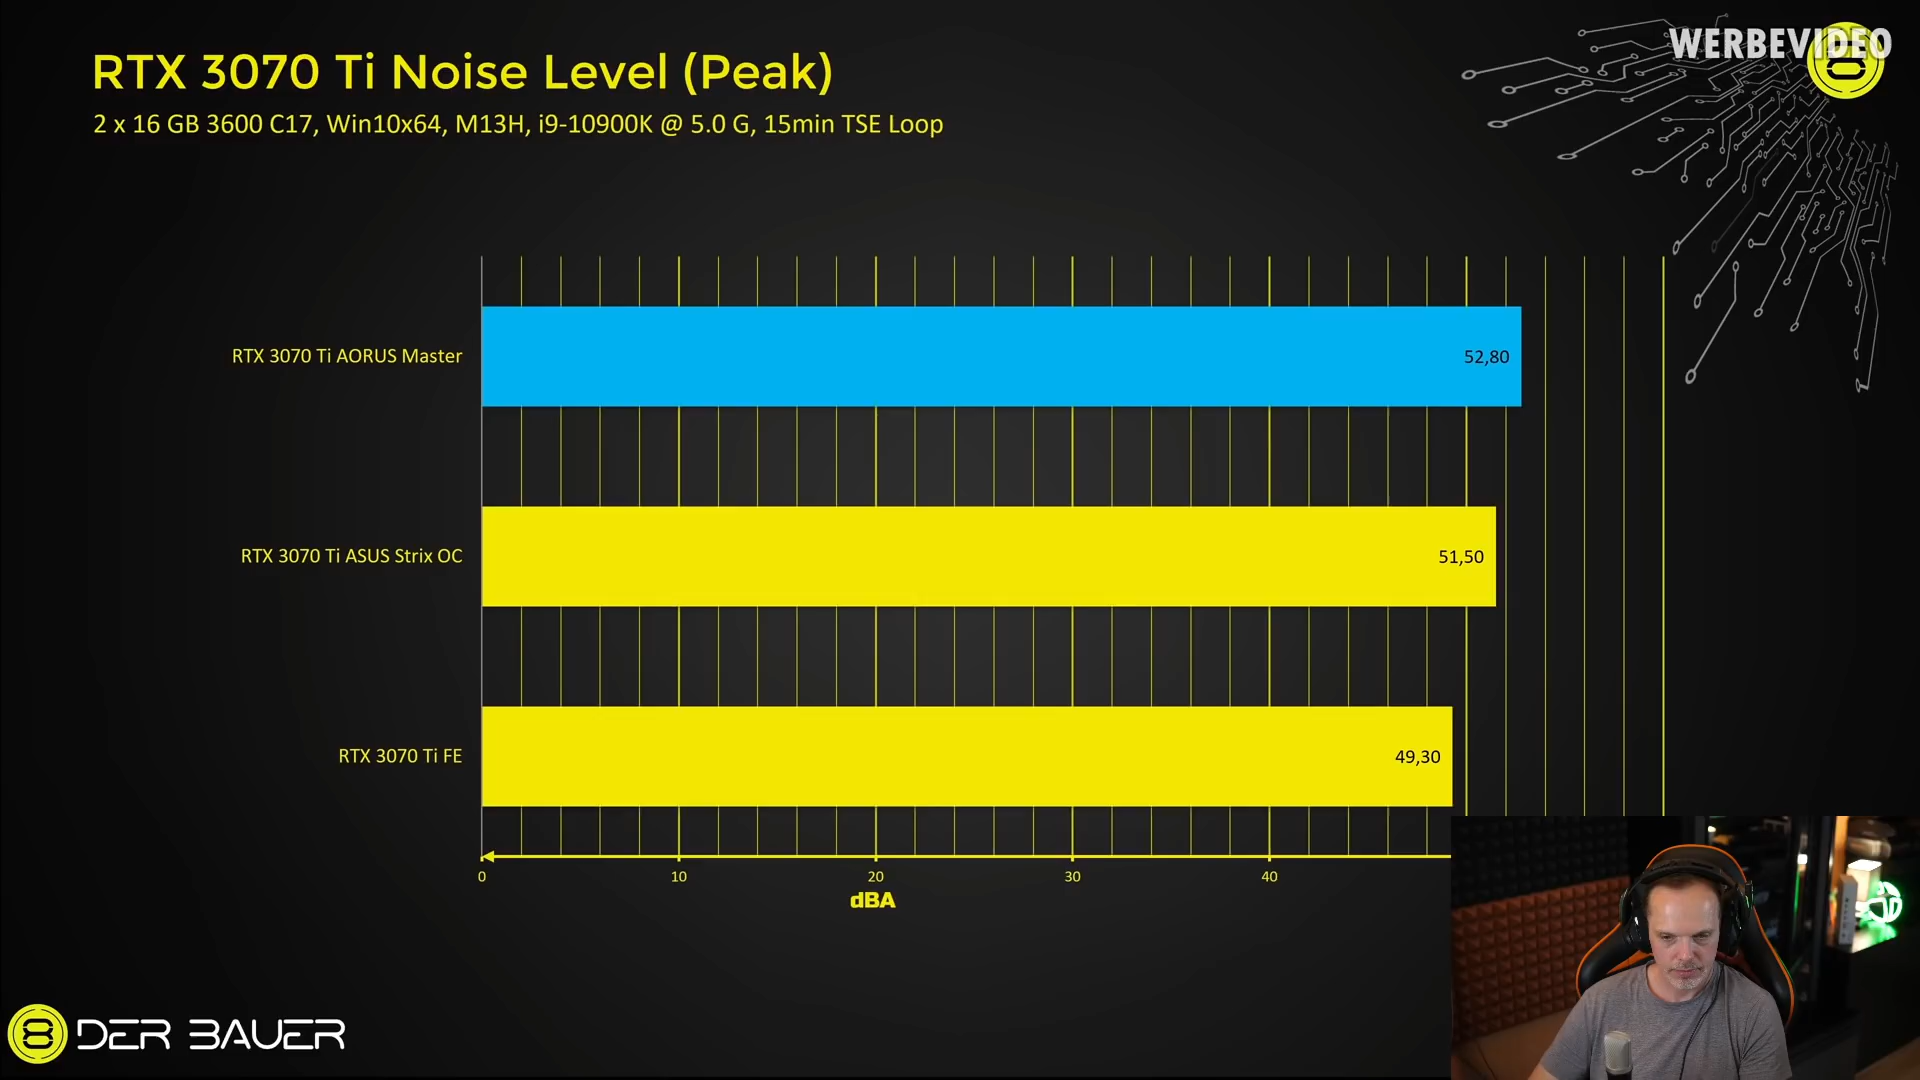 WERBEVIDEO
RTX 3070 Ti Noise Level (Peak)
2 x 16 GB 3600 C17, Win10x64, M13H, i9-10900K @ 5.0 G, 15min TSE Loop
RTX 3070 Ti AORUS Master
52,80
RTX 3070 Ti ASUS Strix OC
51,50
RTX 3070 Ti FE
49,30
0 10 20 30 40
dBA
8 DER BAUER